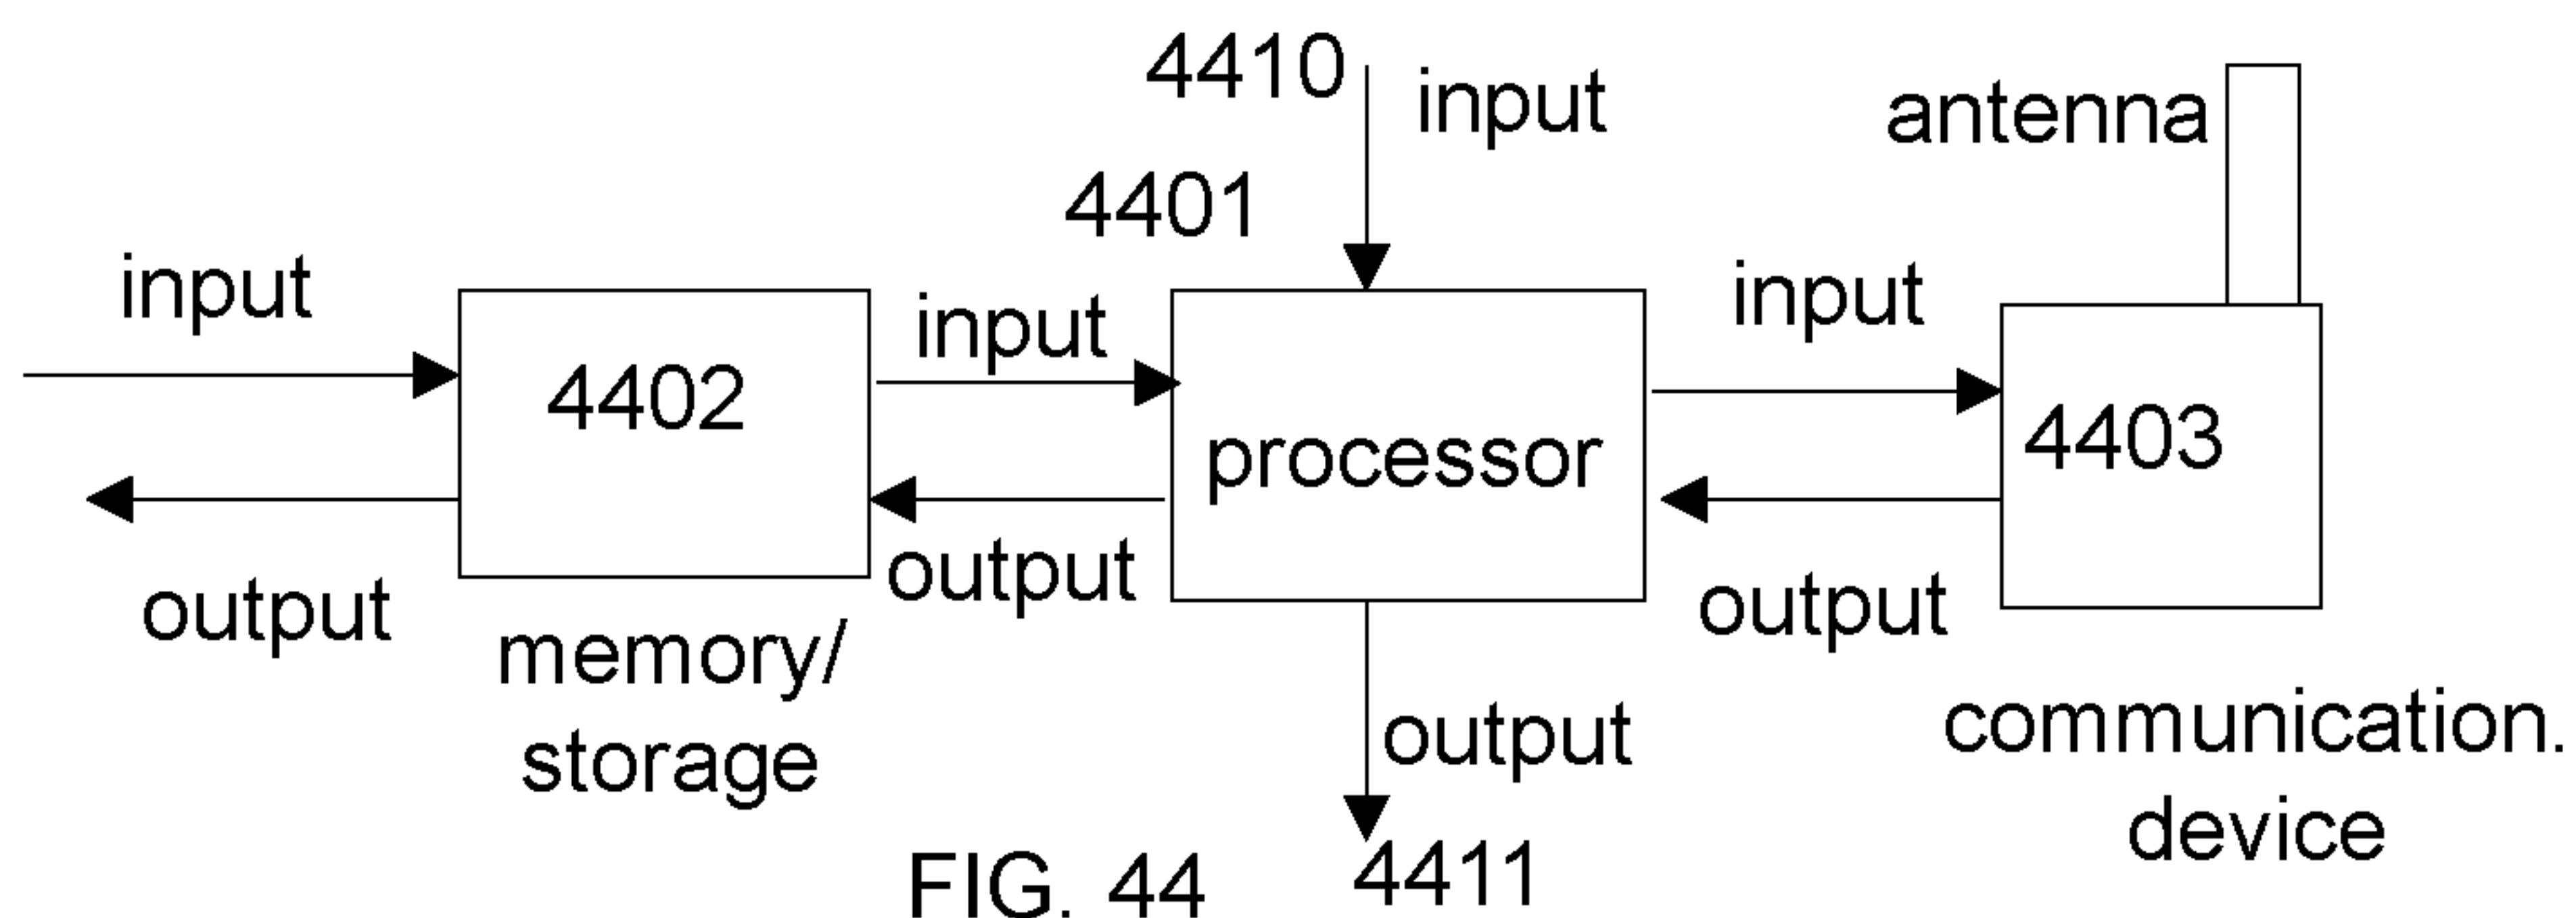 4410
input
antenna
4401
input
input
input
4402
processor
4403
output
output
output
memory/
storage
output
communication.
device
FIG. 44
4411